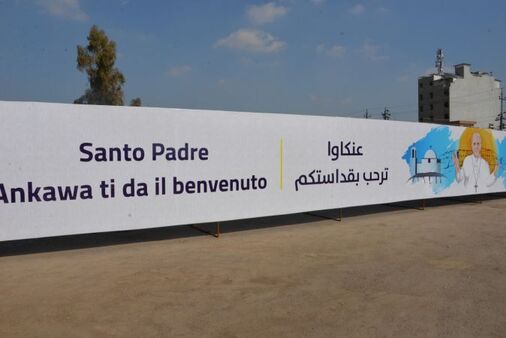 Santo Padre
Ankawa ti da il benvenuto
عنكاوا
ترحب بقداستكم